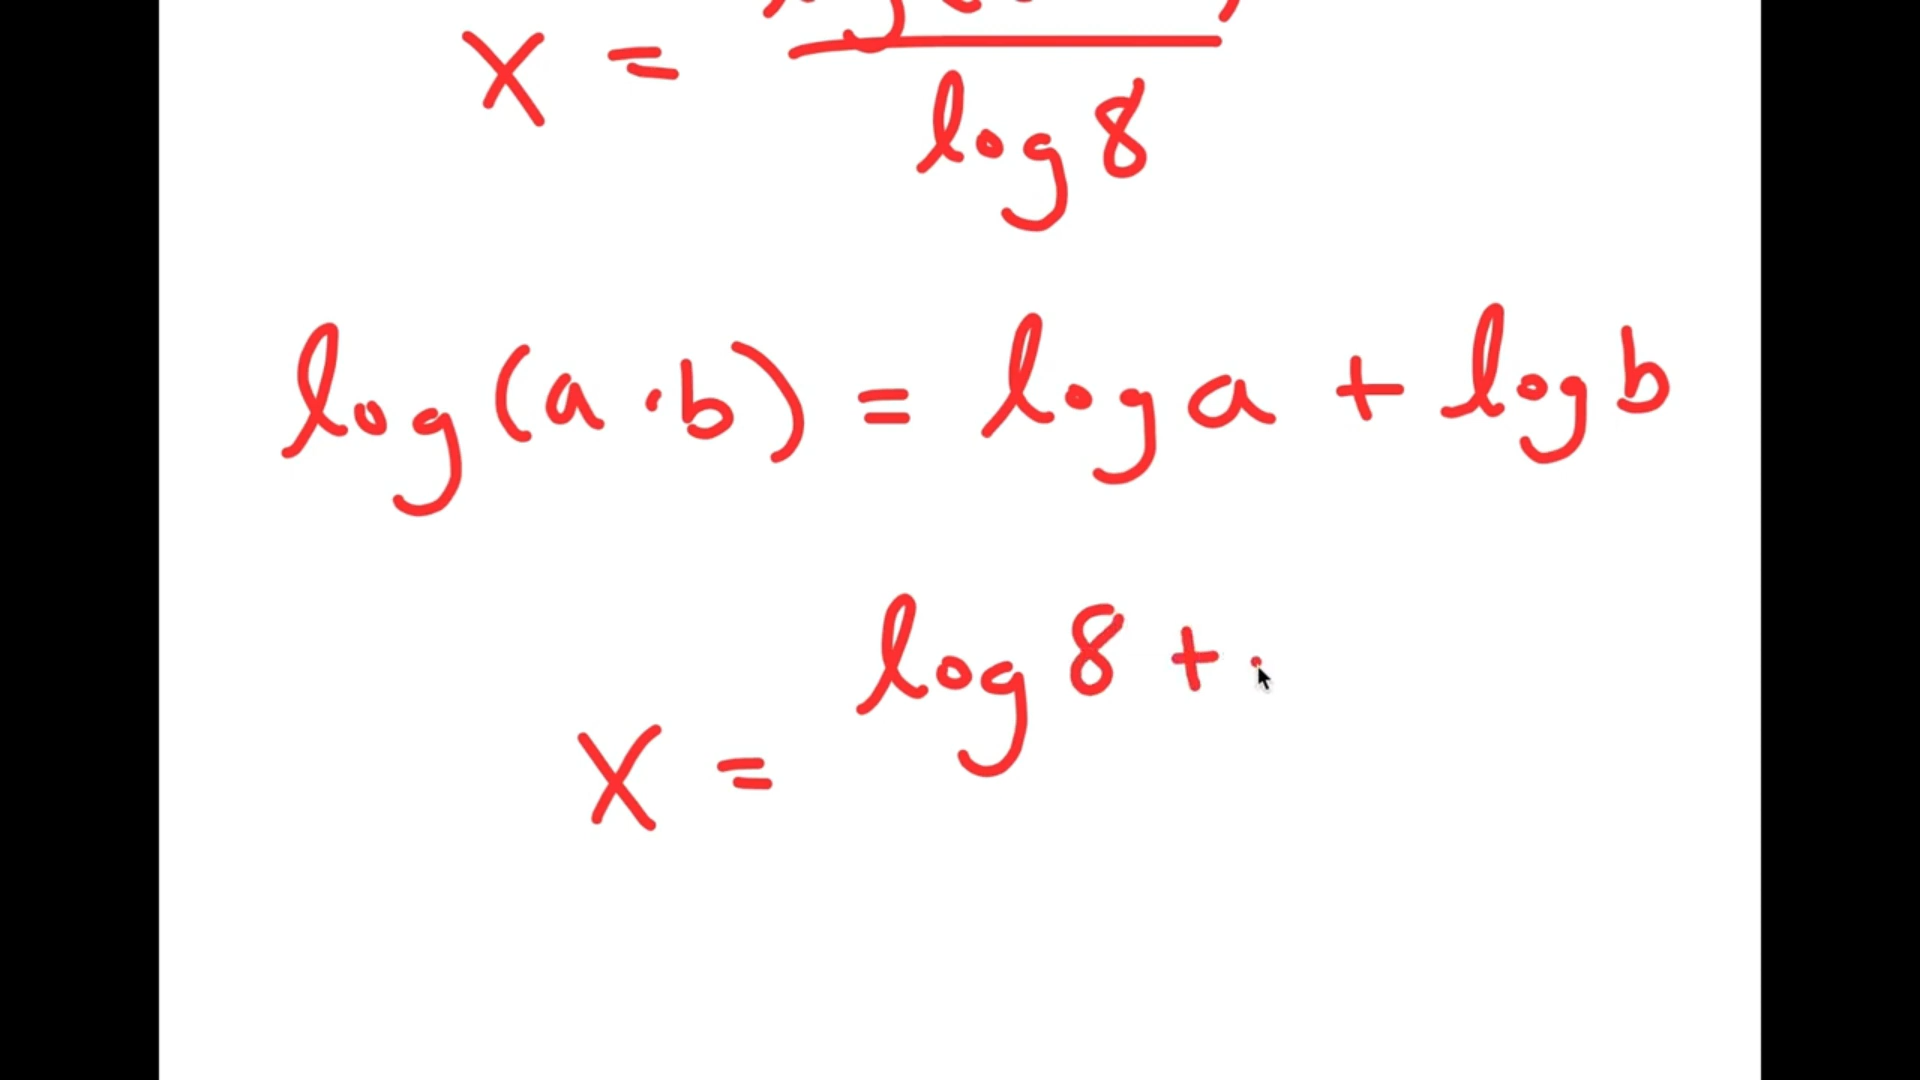 x =
log 8
log (a · b) = log a + log b
x = log 8 +